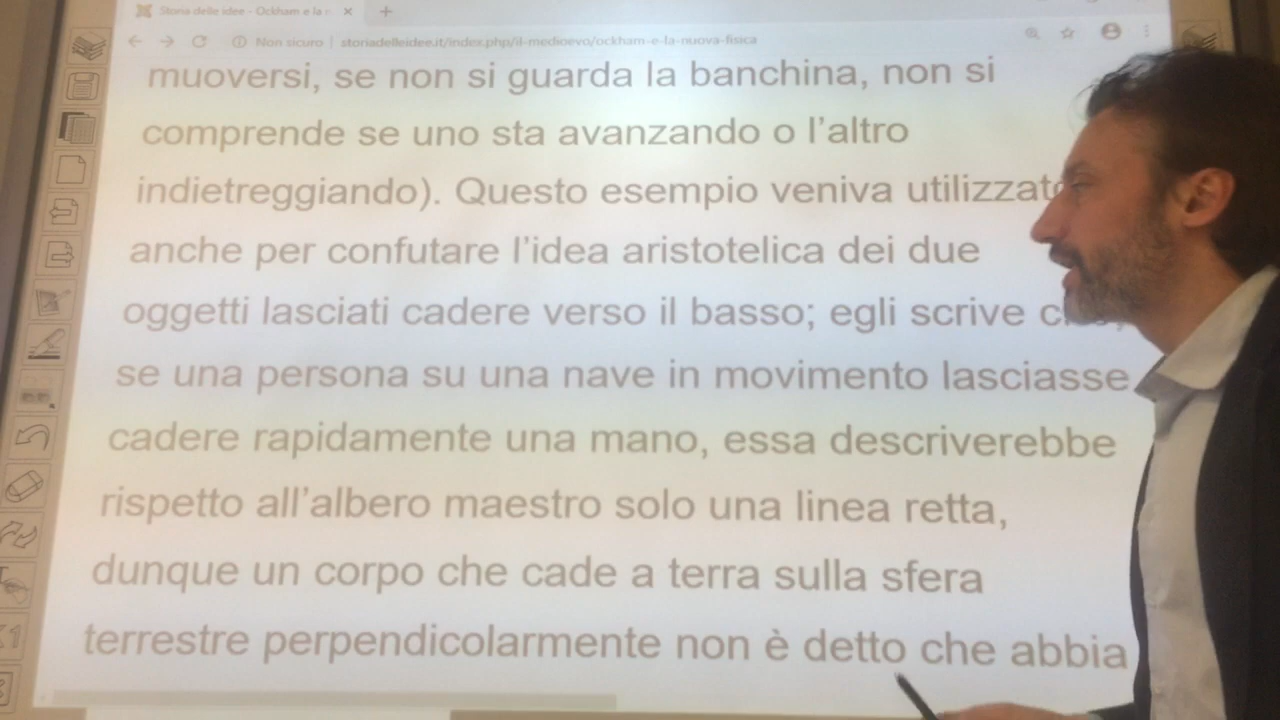 Storia delle idee - Ockham e la
Non sicuro | storiadelleidee.it/index.php/il-medioevo/ockham-e-la-nuova-fisica
muoversi, se non si guarda la banchina, non si
comprende se uno sta avanzando o l'altro
indietreggiando). Questo esempio veniva utilizzato
anche per confutare l'idea aristotelica dei due
oggetti lasciati cadere verso il basso; egli scrive
se una persona su una nave in movimento lasciasse
cadere rapidamente una mano, essa descriverebbe
rispetto all'albero maestro solo una linea retta,
dunque un corpo che cade a terra sulla sfera
terrestre perpendicolarmente non è detto che abbia